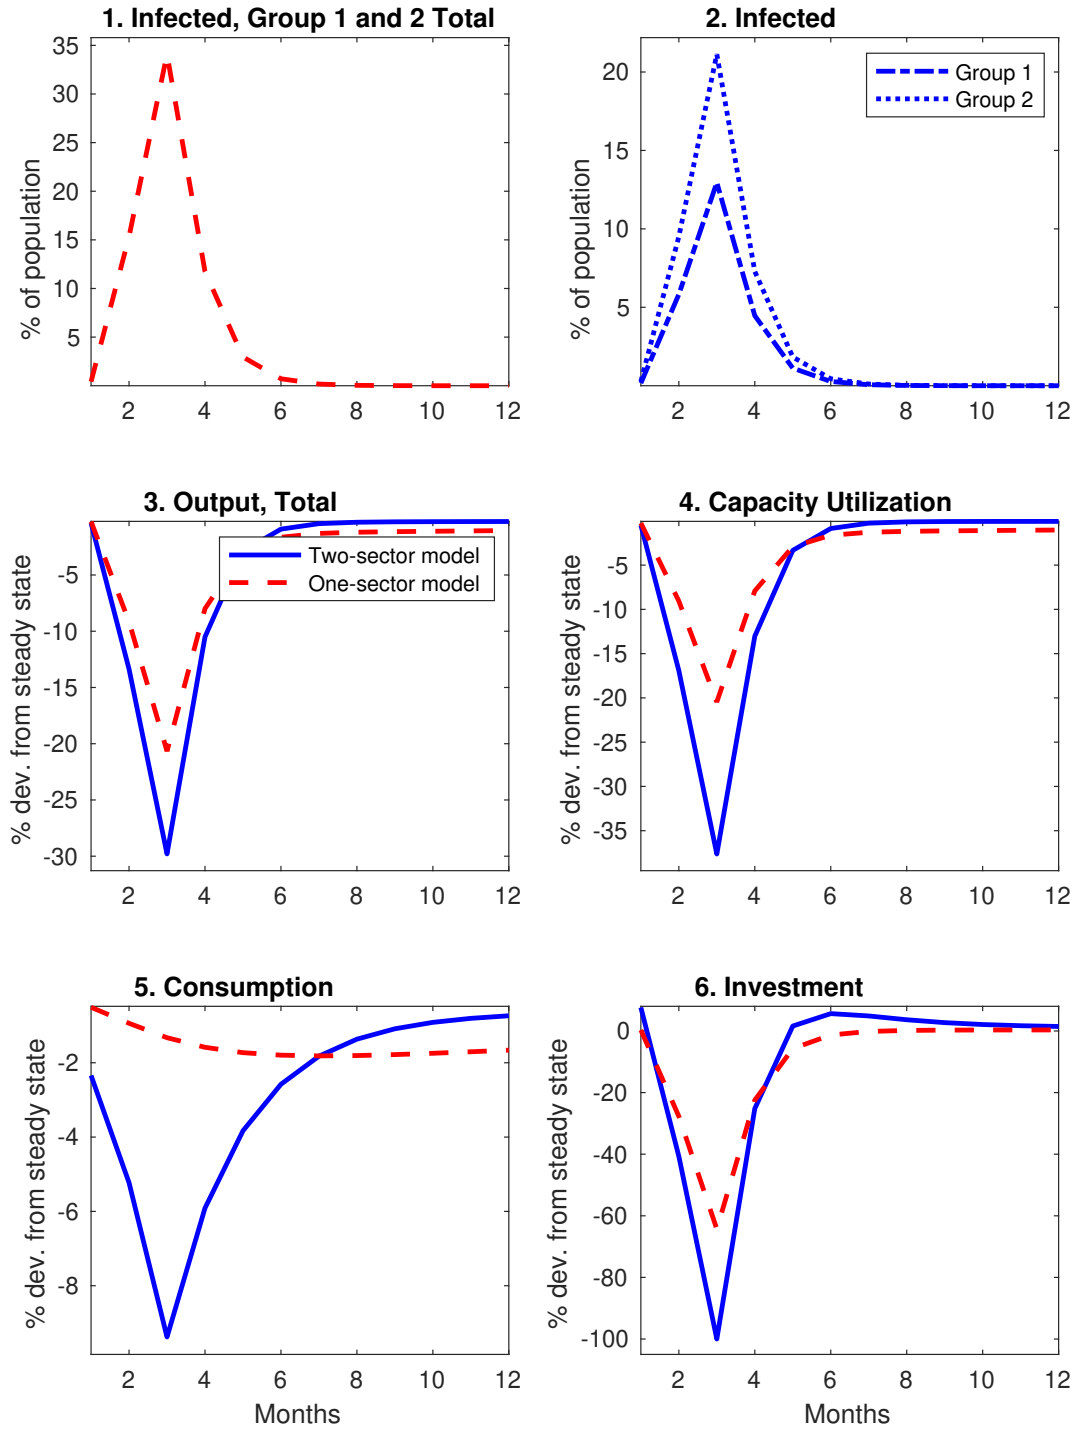 1. Infected, Group 1 and 2 Total
35
30
25
20
15
10
5
% of population
2 4 6 8 10 12
2. Infected
20
15
10
5
% of population
Group 1
Group 2
2 4 6 8 10 12
3. Output, Total
-5
-10
-15
-20
-25
-30
% dev. from steady state
Two-sector model
One-sector model
2 4 6 8 10 12
4. Capacity Utilization
-5
-10
-15
-20
-25
-30
-35
% dev. from steady state
2 4 6 8 10 12
5. Consumption
-2
-4
-6
-8
% dev. from steady state
2 4 6 8 10 12
Months
6. Investment
0
-20
-40
-60
-80
-100
% dev. from steady state
2 4 6 8 10 12
Months